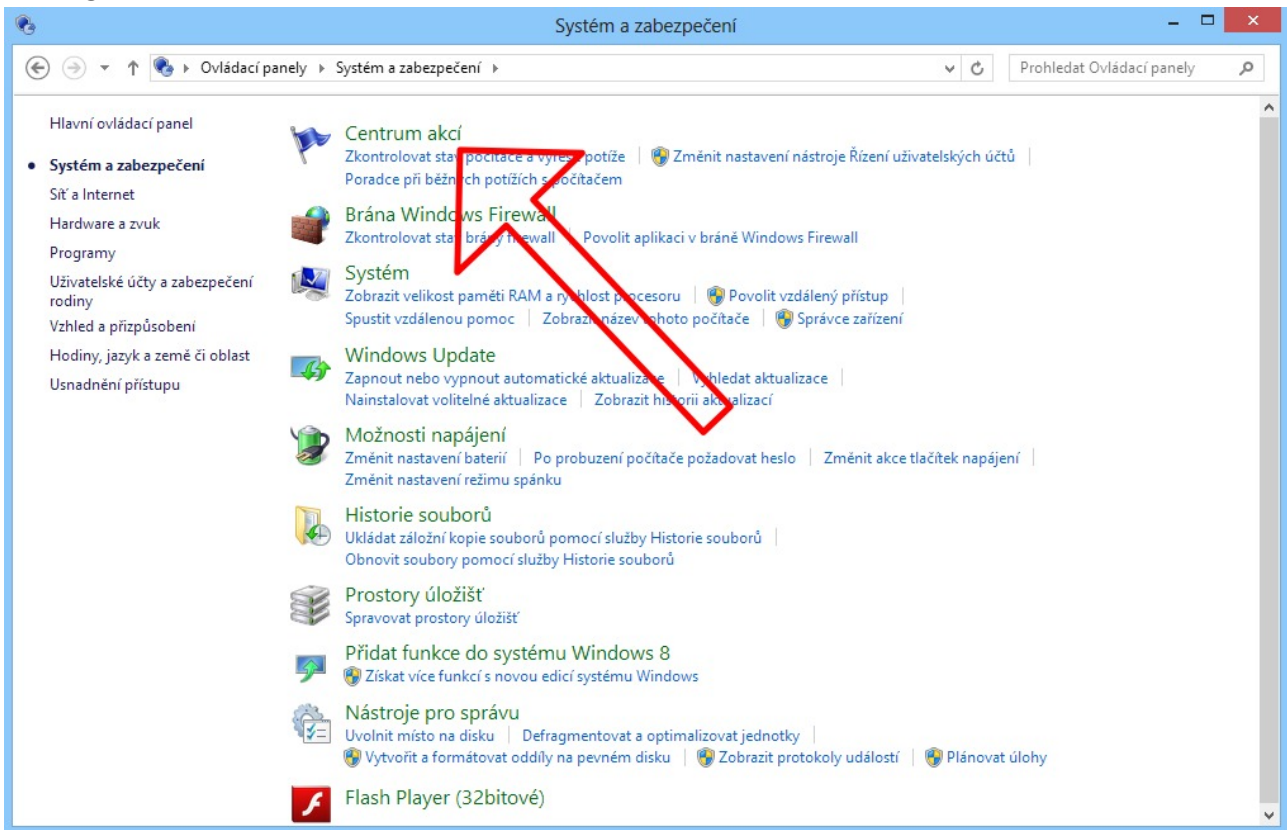 Systém a zabezpečení
Ovládací panely Systém a zabezpečení
Prohledat Ovládací panely
Hlavní ovládací panel
Systém a zabezpečení
Síť a Internet
Hardware a zvuk
Programy
Uživatelské účty a zabezpečení
rodiny
Vzhled a přizpůsobení
Hodiny, jazyk a země či oblast
Usnadnění přístupu
Centrum akcí
Zkontrolovat stav počítače a vyřešit potíže Změnit nastavení nástroje Řízení uživatelských účtů
Poradce při běžných potížích s počítačem
Brána Windows Firewall
Zkontrolovat stav brány firewall Povolit aplikaci v bráně Windows Firewall
Systém
Zobrazit velikost paměti RAM a rychlost procesoru Povolit vzdálený přístup
Spustit vzdálenou pomoc Zobrazit název tohoto počítače Správce zařízení
Windows Update
Zapnout nebo vypnout automatické aktualizace Vyhledat aktualizace
Nainstalovat volitelné aktualizace Zobrazit historii aktualizací
Možnosti napájení
Změnit nastavení baterií Po probuzení počítače požadovat heslo Změnit akce tlačítek napájení
Změnit nastavení režimu spánku
Historie souborů
Ukládat záložní kopie souborů pomocí služby Historie souborů
Obnovit soubory pomocí služby Historie souborů
Prostory úložišť
Spravovat prostory úložišť
Přidat funkce do systému Windows 8
Získat více funkcí s novou edicí systému Windows
Nástroje pro správu
Uvolnit místo na disku Defragmentovat a optimalizovat jednotky
Vytvořit a formátovat oddíly na pevném disku Zobrazit protokoly událostí Plánovat úlohy
Flash Player (32bitové)